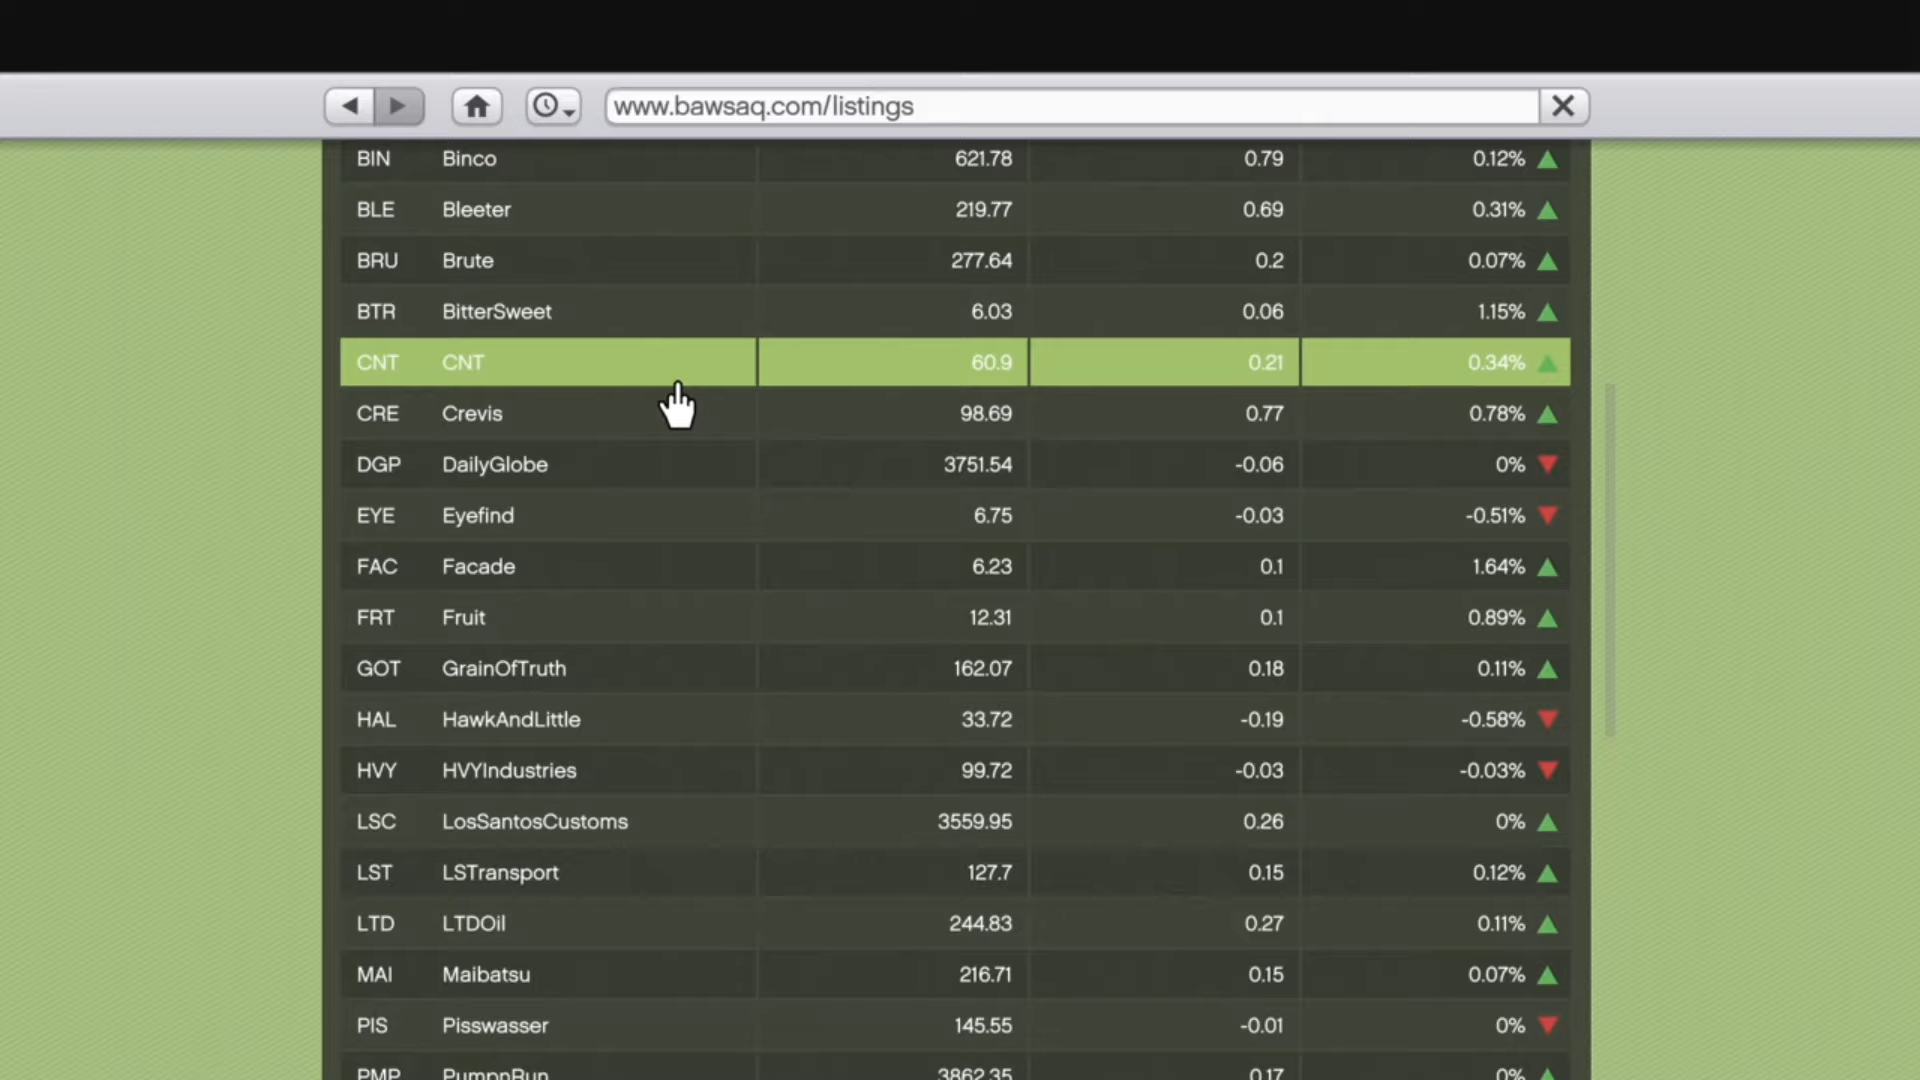 www.bawsaq.com/listings
BIN Binco 621.78 0.79 0.12%
BLE Bleeter 219.77 0.69 0.31%
BRU Brute 277.64 0.2 0.07%
BTR BitterSweet 6.03 0.06 1.15%
CNT CNT 60.9 0.21 0.34%
CRE Crevis 98.69 0.77 0.78%
DGP DailyGlobe 3751.54 -0.06 0%
EYE Eyefind 6.75 -0.03 -0.51%
FAC Facade 6.23 0.1 1.64%
FRT Fruit 12.31 0.1 0.89%
GOT GrainOfTruth 162.07 0.18 0.11%
HAL HawkAndLittle 33.72 -0.19 -0.58%
HVY HVYIndustries 99.72 -0.03 -0.03%
LSC LosSantosCustoms 3559.95 0.26 0%
LST LSTransport 127.7 0.15 0.12%
LTD LTDOil 244.83 0.27 0.11%
MAI Maibatsu 216.71 0.15 0.07%
PIS Pisswasser 145.55 -0.01 0%
PMP PumpnRun 3862.35 0.17 0%